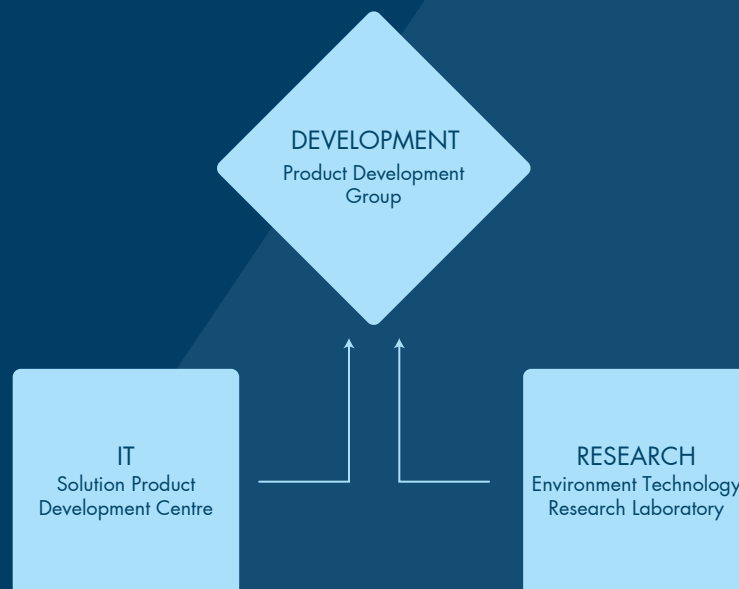 DEVELOPMENT
Product Development
Group
IT
Solution Product
Development Centre
RESEARCH
Environment Technology
Research Laboratory